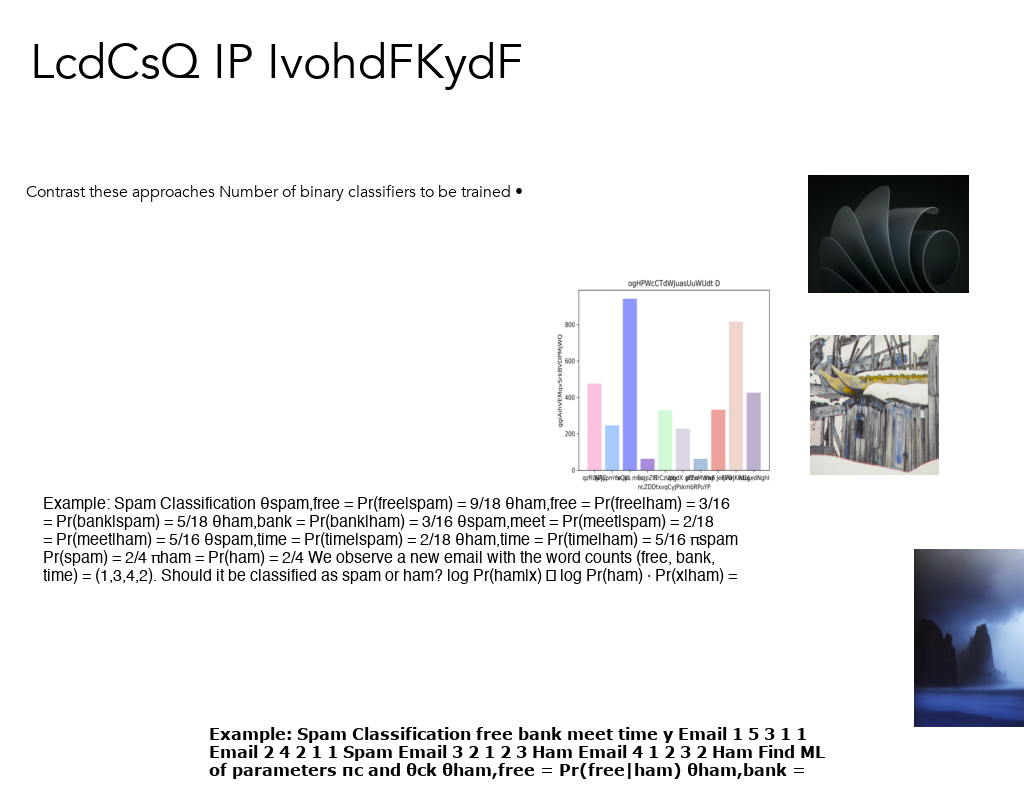 LcdCsQ IP IvohdFKydF
Contrast these approaches Number of binary classifiers to be trained •
ogHPWcCTdWJuasUuWUdt D
800
600
400
200
0
ncZDDtxvqCyJPskmbRPuYP
Example: Spam Classification θspam,free = Pr(free|spam) = 9/18 θham,free = Pr(free|ham) = 3/16
= Pr(bank|spam) = 5/18 θham,bank = Pr(bank|ham) = 3/16 θspam,meet = Pr(meet|spam) = 2/18
= Pr(meet|ham) = 5/16 θspam,time = Pr(time|spam) = 2/18 θham,time = Pr(time|ham) = 5/16 πspam
Pr(spam) = 2/4 πham = Pr(ham) = 2/4 We observe a new email with the word counts (free, bank,
time) = (1,3,4,2). Should it be classified as spam or ham? log Pr(ham|x) log Pr(ham) · Pr(x|ham) =
Example: Spam Classification free bank meet time y Email 1 5 3 1 1
Email 2 4 2 1 1 Spam Email 3 2 1 2 3 Ham Email 4 1 2 3 2 Ham Find ML
of parameters πc and θck θham,free = Pr(free|ham) θham,bank =